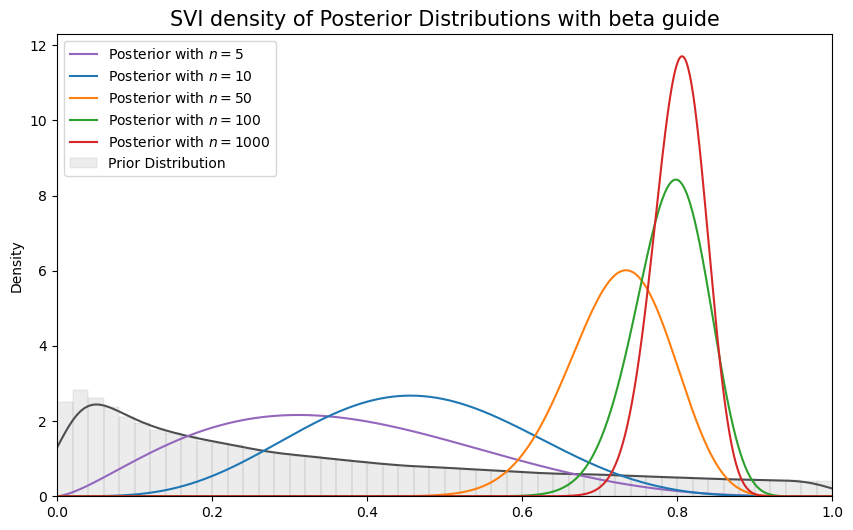 SVI density of Posterior Distributions with beta guide
Posterior with n = 5
Posterior with n = 10
Posterior with n = 50
Posterior with n = 100
Posterior with n = 1000
Prior Distribution
Density
12
10
8
6
4
2
0
0.0 0.2 0.4 0.6 0.8 1.0